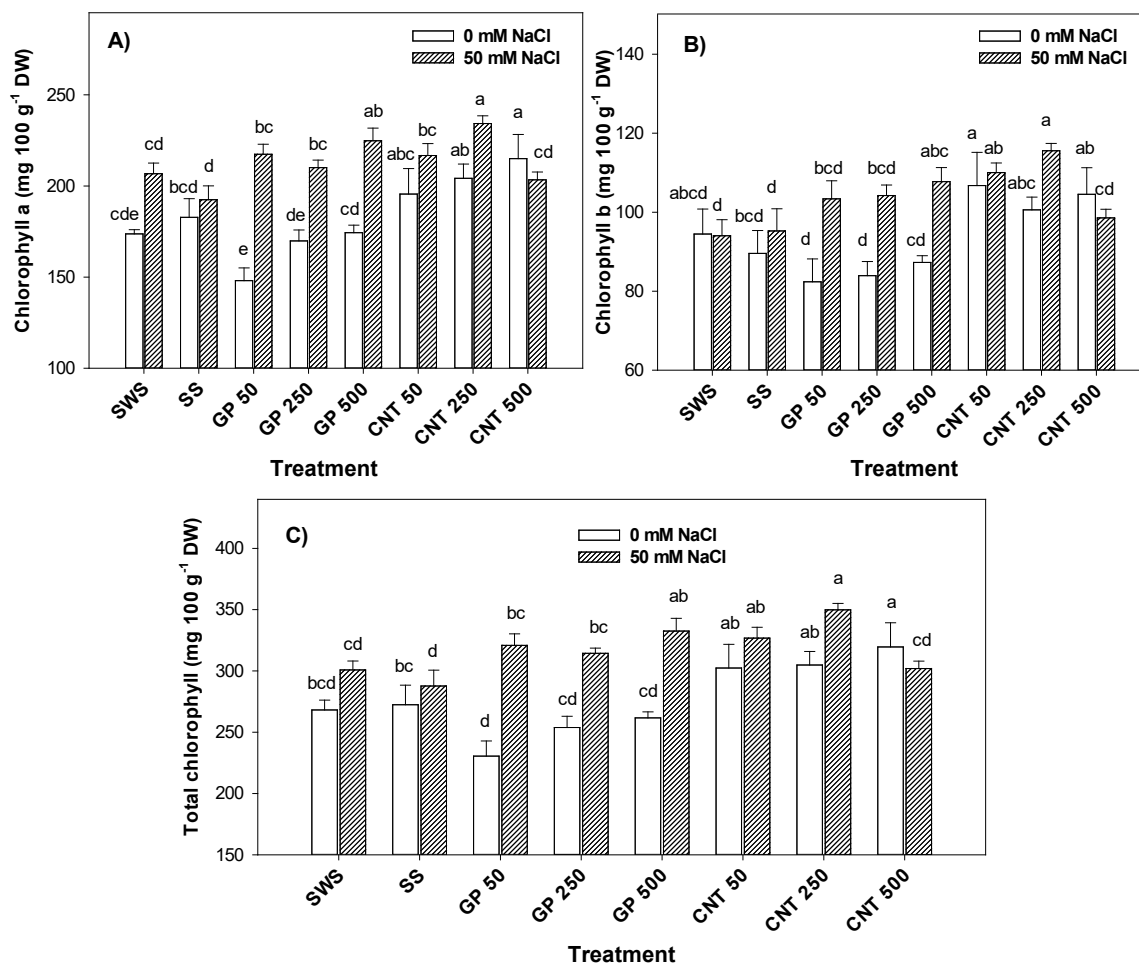 A)
0 mM NaCl
50 mM NaCl
Chlorophyll a (mg 100 g-1 DW)
250
200
150
100
cde cd bcd d e bc de bc cd ab abc bc ab a a cd
SWS SS GP 50 GP 250 GP 500 CNT 50 CNT 250 CNT 500
Treatment
B)
0 mM NaCl
50 mM NaCl
Chlorophyll b (mg 100 g-1 DW)
140
120
100
80
60
abcd d bcd d d bcd d bcd cd abc a ab abc a ab cd
SWS SS GP 50 GP 250 GP 500 CNT 50 CNT 250 CNT 500
Treatment
C)
0 mM NaCl
50 mM NaCl
Total chlorophyll (mg 100 g-1 DW)
400
350
300
250
200
150
bcd cd bc d d bc cd bc cd ab ab ab ab a a cd
SWS SS GP 50 GP 250 GP 500 CNT 50 CNT 250 CNT 500
Treatment